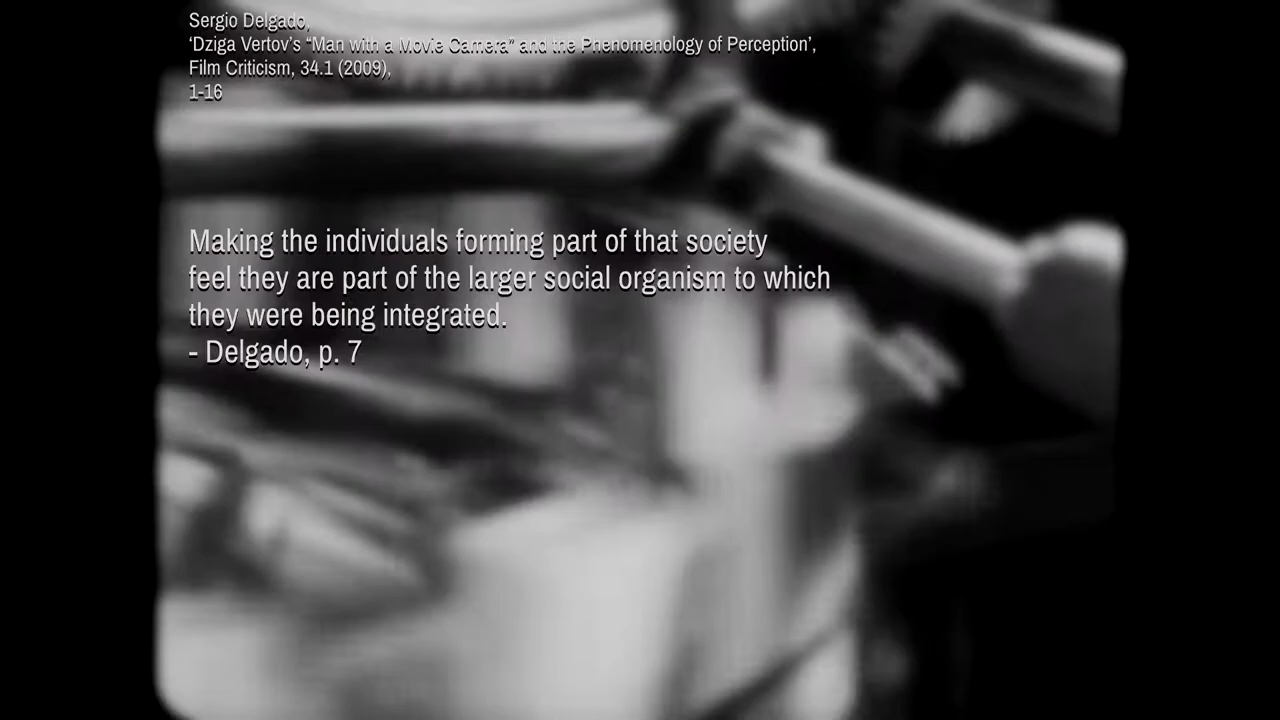 Sergio Delgado,
‘Dziga Vertov’s “Man with a Movie Camera” and the Phenomenology of Perception’,
Film Criticism, 34.1 (2009),
1-16
Making the individuals forming part of that society
feel they are part of the larger social organism to which
they were being integrated.
- Delgado, p. 7